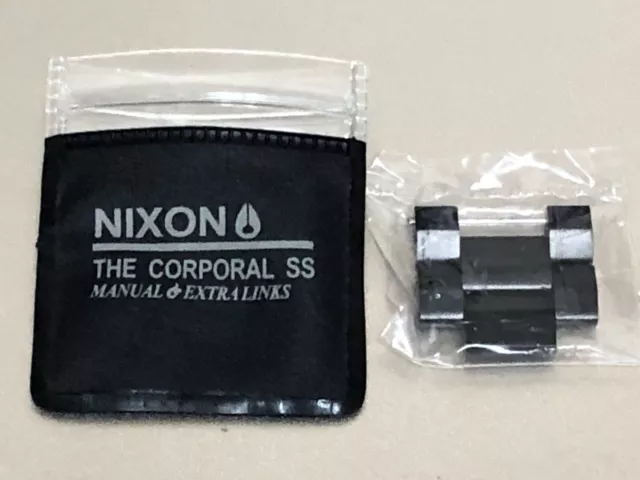 NIXON
THE CORPORAL SS
MANUAL & EXTRA LINKS